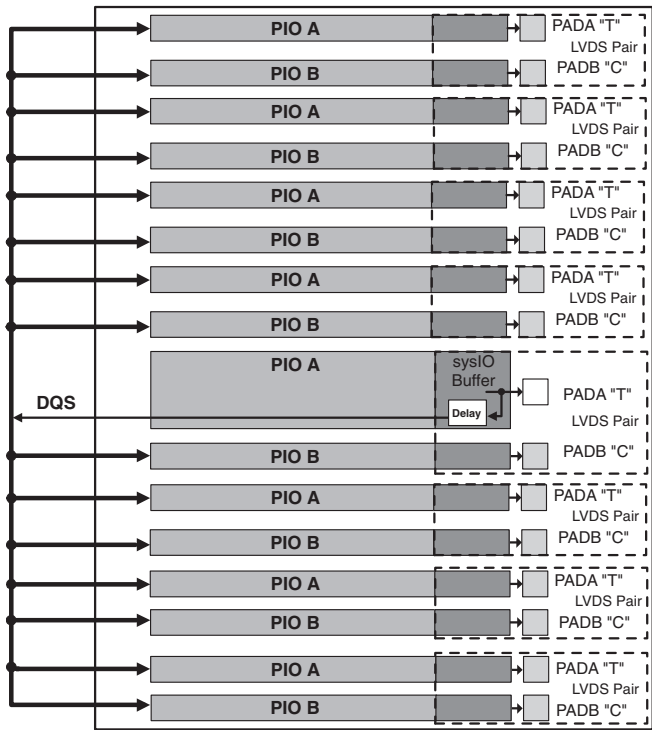 PIO A
PADA "T"
LVDS Pair
PIO B
PADB "C"
PIO A
PADA "T"
LVDS Pair
PIO B
PADB "C"
PIO A
PADA "T"
LVDS Pair
PIO B
PADB "C"
PIO A
PADA "T"
LVDS Pair
PIO B
PADB "C"
PIO A
sysIO
Buffer
PADA "T"
DQS
Delay
LVDS Pair
PIO B
PADB "C"
PIO A
PADA "T"
LVDS Pair
PIO B
PADB "C"
PIO A
PADA "T"
LVDS Pair
PIO B
PADB "C"
PIO A
PADA "T"
LVDS Pair
PIO B
PADB "C"